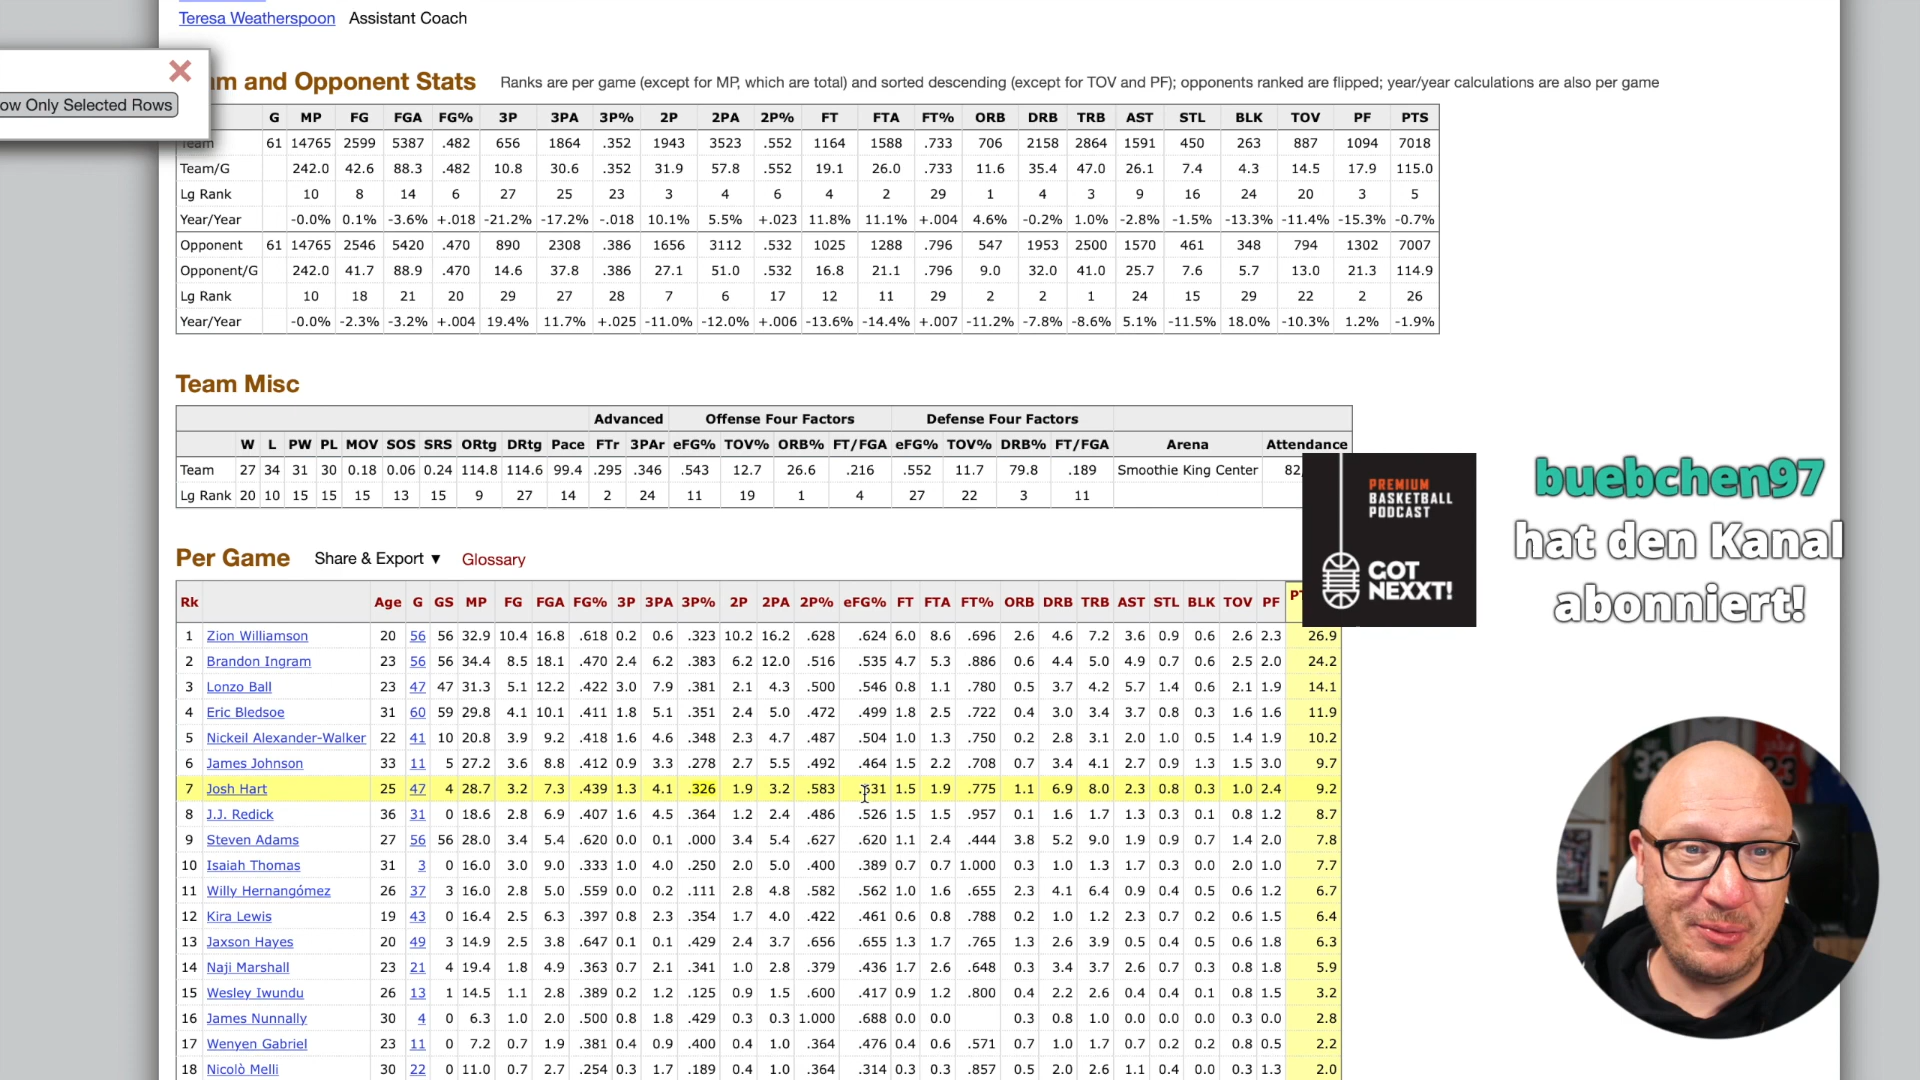 Teresa Weatherspoon Assistant Coach
ow Only Selected Rows
m and Opponent Stats Ranks are per game (except for MP, which are total) and sorted descending (except for TOV and PF); opponents ranked are flipped; year/year calculations are also per game
G MP FG FGA FG% 3P 3PA 3P% 2P 2PA 2P% FT FTA FT% ORB DRB TRB AST STL BLK TOV PF PTS
Team 61 14765 2599 5387 .482 656 1864 .352 1943 3523 .552 1164 1588 .733 706 2158 2864 1591 450 263 887 1094 7018
Team/G 242.0 42.6 88.3 .482 10.8 30.6 .352 31.9 57.8 .552 19.1 26.0 .733 11.6 35.4 47.0 26.1 7.4 4.3 14.5 17.9 115.0
Lg Rank 10 8 14 6 27 25 23 3 4 6 4 2 29 1 4 3 9 16 24 20 3 5
Year/Year -0.0% 0.1% -3.6% +.018 -21.2% -17.2% -.018 10.1% 5.5% +.023 11.8% 11.1% +.004 4.6% -0.2% 1.0% -2.8% -1.5% -13.3% -11.4% -15.3% -0.7%
Opponent 61 14765 2546 5420 .470 890 2308 .386 1656 3112 .532 1025 1288 .796 547 1953 2500 1570 461 348 794 1302 7007
Opponent/G 242.0 41.7 88.9 .470 14.6 37.8 .386 27.1 51.0 .532 16.8 21.1 .796 9.0 32.0 41.0 25.7 7.6 5.7 13.0 21.3 114.9
Lg Rank 10 18 21 20 29 27 28 7 6 17 12 11 29 2 2 1 24 15 29 22 2 26
Year/Year -0.0% -2.3% -3.2% +.004 19.4% 11.7% +.025 -11.0% -12.0% +.006 -13.6% -14.4% +.007 -11.2% -7.8% -8.6% 5.1% -11.5% 18.0% -10.3% 1.2% -1.9%
Team Misc
Advanced Offense Four Factors Defense Four Factors
W L PW PL MOV SOS SRS ORtg DRtg Pace FTr 3PAr eFG% TOV% ORB% FT/FGA eFG% TOV% DRB% FT/FGA Arena Attendance
Team 27 34 31 30 0.18 0.06 0.24 114.8 114.6 99.4 .295 .346 .543 12.7 26.6 .216 .552 11.7 79.8 .189 Smoothie King Center 82,
Lg Rank 20 10 15 15 15 13 15 9 27 14 2 24 11 19 1 4 27 22 3 11
PREMIUM
BASKETBALL
PODCAST
GOT
NEXXT!
buebchen97
hat den Kanal
abonniert!
Per Game Share & Export ▼ Glossary
Rk Age G GS MP FG FGA FG% 3P 3PA 3P% 2P 2PA 2P% eFG% FT FTA FT% ORB DRB TRB AST STL BLK TOV PF
1 Zion Williamson 20 56 56 32.9 10.4 16.8 .618 0.2 0.6 .323 10.2 16.2 .628 .624 6.0 8.6 .696 2.6 4.6 7.2 3.6 0.9 0.6 2.6 2.3 26.9
2 Brandon Ingram 23 56 56 34.4 8.5 18.1 .470 2.4 6.2 .383 6.2 12.0 .516 .535 4.7 5.3 .886 0.6 4.4 5.0 4.9 0.7 0.6 2.5 2.0 24.2
3 Lonzo Ball 23 47 47 31.3 5.1 12.2 .422 3.0 7.9 .381 2.1 4.3 .500 .546 0.8 1.1 .780 0.5 3.7 4.2 5.7 1.4 0.6 2.1 1.9 14.1
4 Eric Bledsoe 31 60 59 29.8 4.1 10.1 .411 1.8 5.1 .351 2.4 5.0 .472 .499 1.8 2.5 .722 0.4 3.0 3.4 3.7 0.8 0.3 1.6 1.6 11.9
5 Nickeil Alexander-Walker 22 41 10 20.8 3.9 9.2 .418 1.6 4.6 .348 2.3 4.7 .487 .504 1.0 1.3 .750 0.2 2.8 3.1 2.0 1.0 0.5 1.4 1.9 10.2
6 James Johnson 33 11 5 27.2 3.6 8.8 .412 0.9 3.3 .278 2.7 5.5 .492 .464 1.5 2.2 .708 0.7 3.4 4.1 2.7 0.9 1.3 1.5 3.0 9.7
7 Josh Hart 25 47 4 28.7 3.2 7.3 .439 1.3 4.1 .326 1.9 3.2 .583 .531 1.5 1.9 .775 1.1 6.9 8.0 2.3 0.8 0.3 1.0 2.4 9.2
8 J.J. Redick 36 31 0 18.6 2.8 6.9 .407 1.6 4.5 .364 1.2 2.4 .486 .526 1.5 1.5 .957 0.1 1.6 1.7 1.3 0.3 0.1 0.8 1.2 8.7
9 Steven Adams 27 56 56 28.0 3.4 5.4 .620 0.0 0.1 .000 3.4 5.4 .627 .620 1.1 2.4 .444 3.8 5.2 9.0 1.9 0.9 0.7 1.4 2.0 7.8
10 Isaiah Thomas 31 3 0 16.0 3.0 9.0 .333 1.0 4.0 .250 2.0 5.0 .400 .389 0.7 0.7 1.000 0.3 1.0 1.3 1.7 0.3 0.0 2.0 1.0 7.7
11 Willy Hernangómez 26 37 3 16.0 2.8 5.0 .559 0.0 0.2 .111 2.8 4.8 .582 .562 1.0 1.6 .655 2.3 4.1 6.4 0.9 0.4 0.5 0.6 1.2 6.7
12 Kira Lewis 19 43 0 16.4 2.5 6.3 .397 0.8 2.3 .354 1.7 4.0 .422 .461 0.6 0.8 .788 0.2 1.0 1.2 2.3 0.7 0.2 0.6 1.5 6.4
13 Jaxson Hayes 20 49 3 14.9 2.5 3.8 .647 0.1 0.1 .429 2.4 3.7 .656 .655 1.3 1.7 .765 1.3 2.6 3.9 0.5 0.4 0.5 0.6 1.8 6.3
14 Naji Marshall 23 21 4 19.4 1.8 4.9 .363 0.7 2.1 .341 1.0 2.8 .379 .436 1.7 2.6 .648 0.3 3.4 3.7 2.6 0.7 0.3 0.8 1.8 5.9
15 Wesley Iwundu 26 13 1 14.5 1.1 2.8 .389 0.2 1.2 .125 0.9 1.5 .600 .417 0.9 1.2 .800 0.4 2.2 2.6 0.4 0.4 0.1 0.8 1.5 3.2
16 James Nunnally 30 4 0 6.3 1.0 2.0 .500 0.8 1.8 .429 0.3 0.3 1.000 .688 0.0 0.0 0.3 0.8 1.0 0.0 0.0 0.0 0.3 0.0 2.8
17 Wenyen Gabriel 23 11 0 7.2 0.7 1.9 .381 0.4 0.9 .400 0.4 1.0 .364 .476 0.4 0.6 .571 0.7 1.0 1.7 0.7 0.2 0.2 0.8 0.5 2.2
18 Nicolò Melli 30 22 0 11.0 0.7 2.7 .254 0.3 1.7 .189 0.4 1.0 .364 .314 0.3 0.3 .857 0.5 2.0 2.6 1.1 0.4 0.0 0.3 1.3 2.0